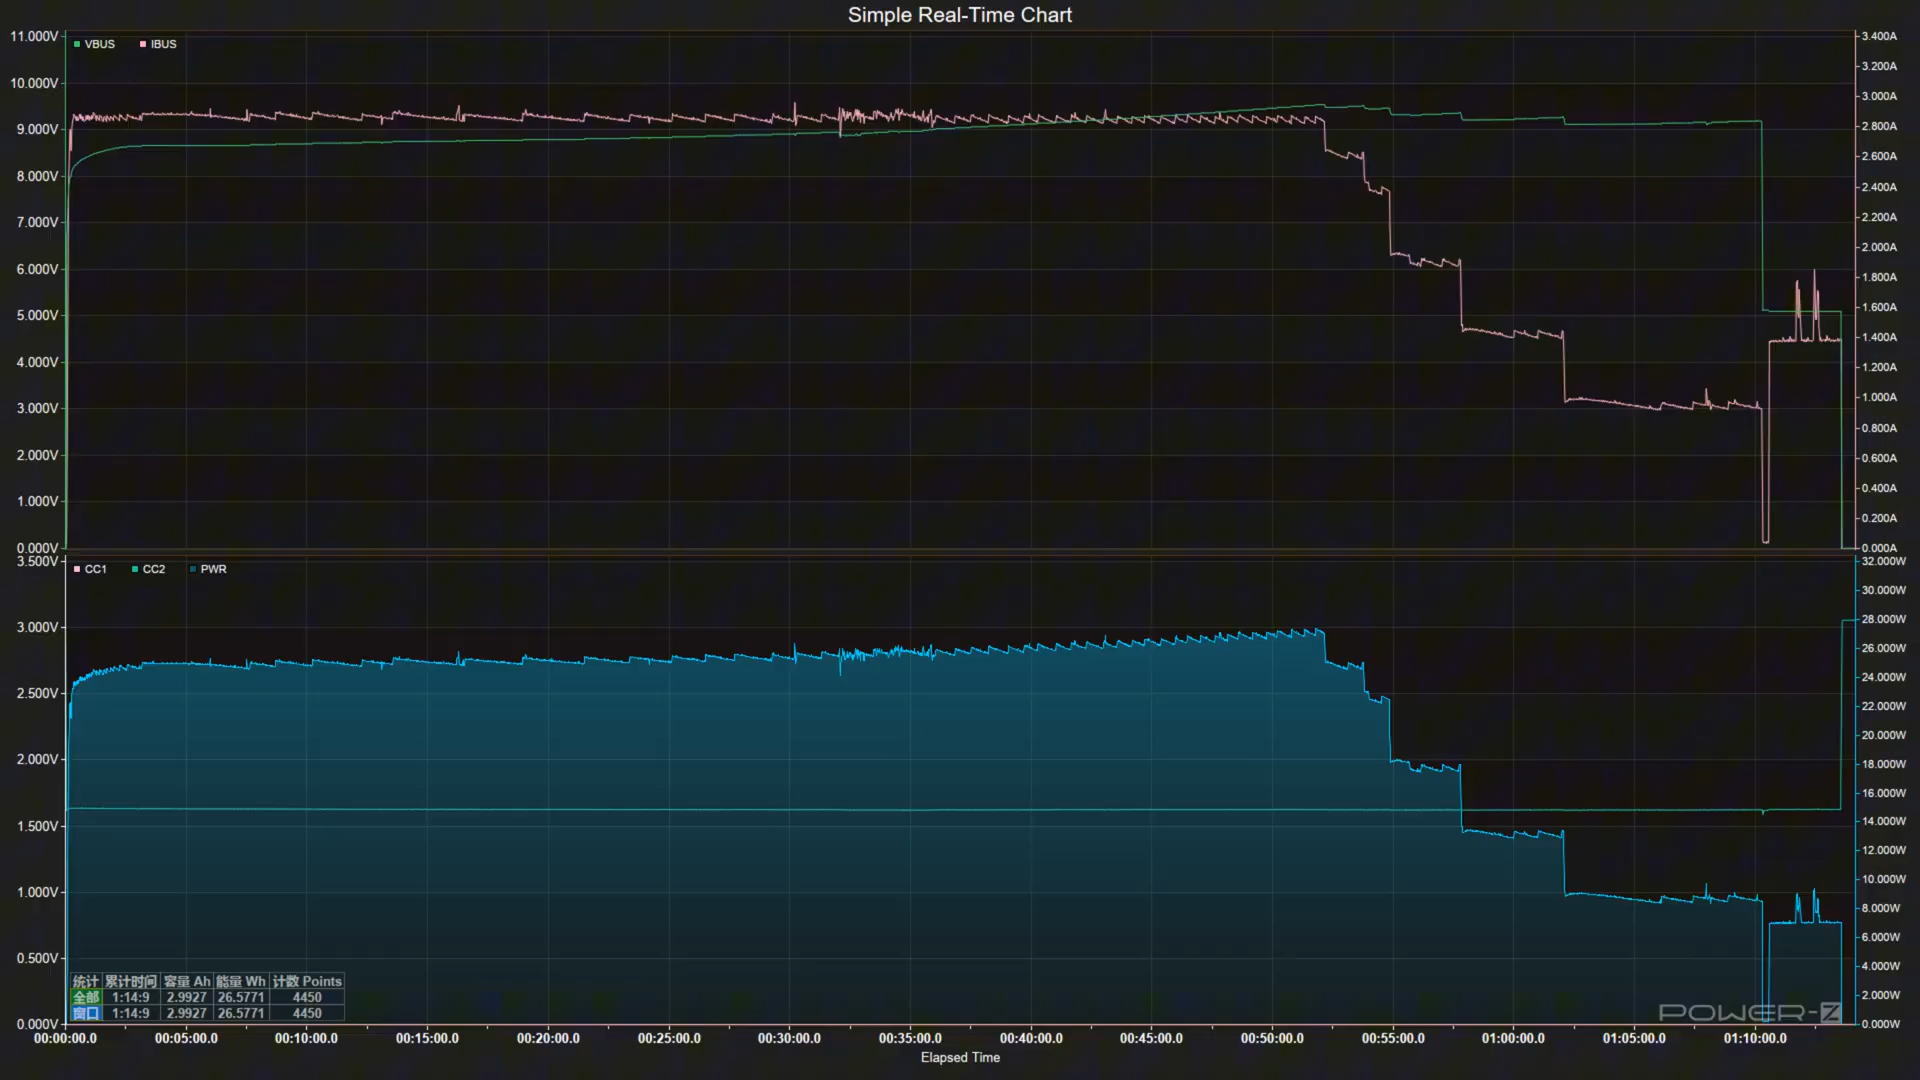 Simple Real-Time Chart
VBUS IBUS
11.000V
10.000V
9.000V
8.000V
7.000V
6.000V
5.000V
4.000V
3.000V
2.000V
1.000V
0.000V
3.400A
3.200A
3.000A
2.800A
2.600A
2.400A
2.200A
2.000A
1.800A
1.600A
1.400A
1.200A
1.000A
0.800A
0.600A
0.400A
0.200A
0.000A
CC1 CC2 PWR
3.500V
3.000V
2.500V
2.000V
1.500V
1.000V
0.500V
0.000V
32.000W
30.000W
28.000W
26.000W
24.000W
22.000W
20.000W
18.000W
16.000W
14.000W
12.000W
10.000W
8.000W
6.000W
4.000W
2.000W
0.000W
统计 累计时间 容量 Ah 能量 Wh 计数 Points
全部 1:14:9 2.9927 26.5771 4450
窗口 1:14:9 2.9927 26.5771 4450
POWER-Z
00:00:00.0 00:05:00.0 00:10:00.0 00:15:00.0 00:20:00.0 00:25:00.0 00:30:00.0 00:35:00.0 00:40:00.0 00:45:00.0 00:50:00.0 00:55:00.0 01:00:00.0 01:05:00.0 01:10:00.0
Elapsed Time